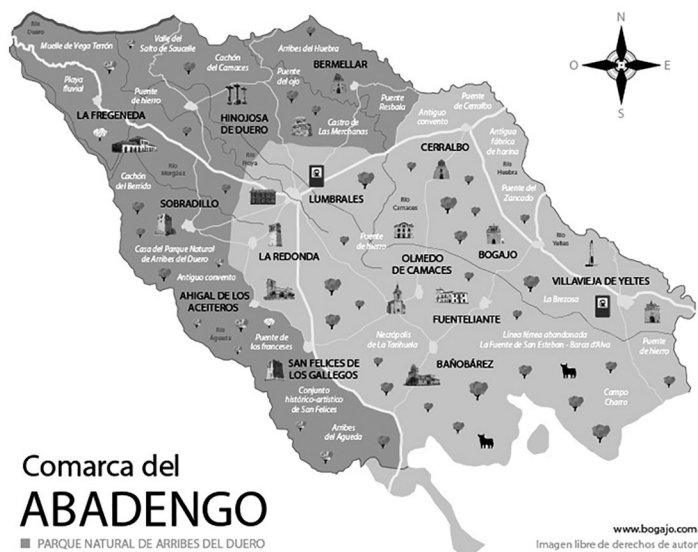 Río
Duero
Muelle de Vega Terrón
Valle del
Salto de Saucelle
Cachón
del Camaces
Arribes del Huebra
BERMELLAR
Playa
fluvial
Puente
de hierro
Puente
del ojo
LA FREGENEDA
HINOJOSA
DE DUERO
Castro de
Las Merchanas
Puente
Resbala
Antiguo
convento
Puente
de Cerralbo
CERRALBO
Antigua
Fábrica
de harina
Río
Huebra
Puente del
Zancado
Cachón
del Berrido
Río
Morgáez
Río
Froya
LUMBRALES
Río
Camaces
SOBRADILLO
Casa del Parque Natural
de Arribes del Duero
LA REDONDA
Puente
de hierro
OLMEDO
DE CAMACES
BOGAJO
Río
Yeltes
VILLAVIEJA DE YELTES
Antiguo convento
AHIGAL DE LOS
ACEITEROS
La Brezosa
FUENTELIANTE
Río
Águeda
Puente de
los franceses
Necrópolis
de La Tarihuela
Línea férrea abandonada
La Fuente de San Esteban - Barca d'Alva
Puente
de hierro
SAN FELICES DE
LOS GALLEGOS
BAÑOBÁREZ
Conjunto
histórico-artístico
de San Felices
Campo
Charro
Arribes
del Águeda
N
O
E
S
Comarca del
ABADENGO
PARQUE NATURAL DE ARRIBES DEL DUERO
www.bogajo.com
Imagen libre de derechos de autor